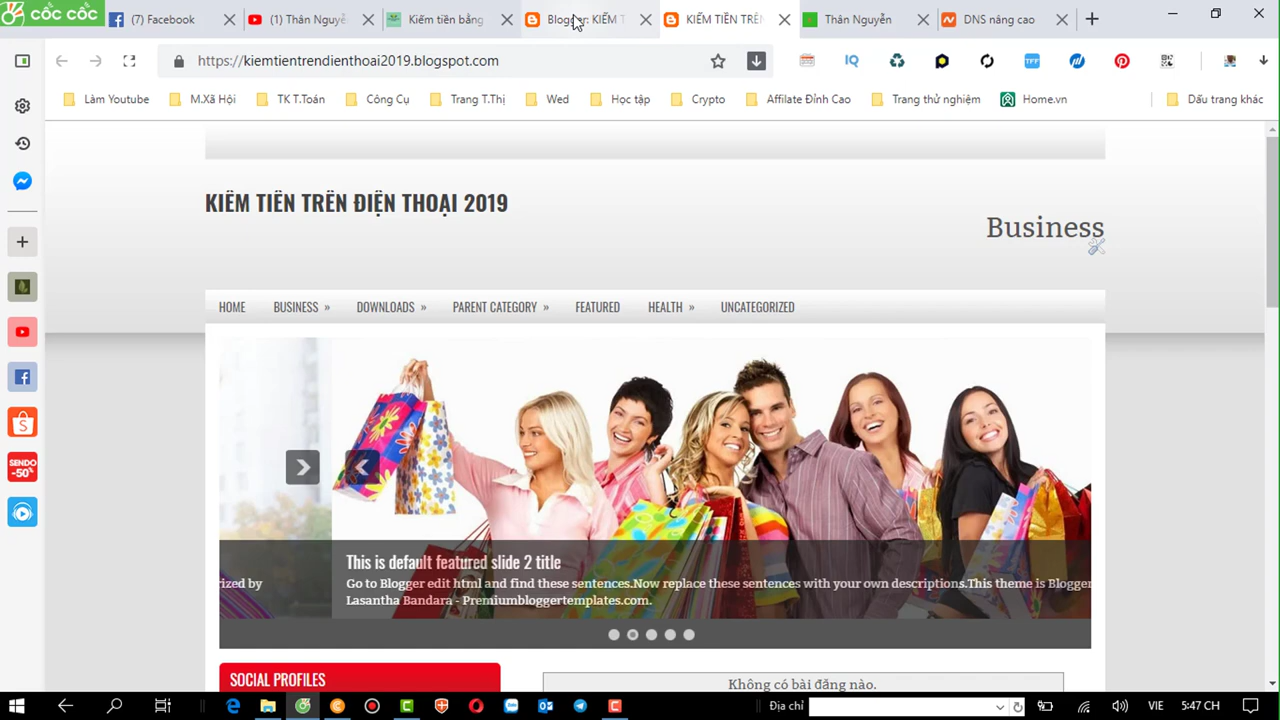 CỐC CỐC
(7) Facebook
(1) Thân Nguyễ
Kiếm tiền bằng
Blogger: KIẾM T
KIẾM TIỀN TRÊN
Thân Nguyễn
DNS nâng cao
https://kiemtientrendienthoai2019.blogspot.com
IQ
TFF
Làm Youtube
M.Xã Hội
TK T.Toán
Công Cụ
Trang T.Thị
Wed
Học tập
Crypto
Affilate Đỉnh Cao
Trang thử nghiệm
Home.vn
Dấu trang khác
KIẾM TIỀN TRÊN ĐIỆN THOẠI 2019
Business
HOME
BUSINESS »
DOWNLOADS »
PARENT CATEGORY »
FEATURED
HEALTH »
UNCATEGORIZED
This is default featured slide 2 title
rized by
Go to Blogger edit html and find these sentences.Now replace these sentences with your own descriptions.This theme is Blogger
Lasantha Bandara - Premiumbloggertemplates.com.
SENDO
-50%
SOCIAL PROFILES
Không có bài đăng nào.
Địa chỉ
VIE
5:47 CH